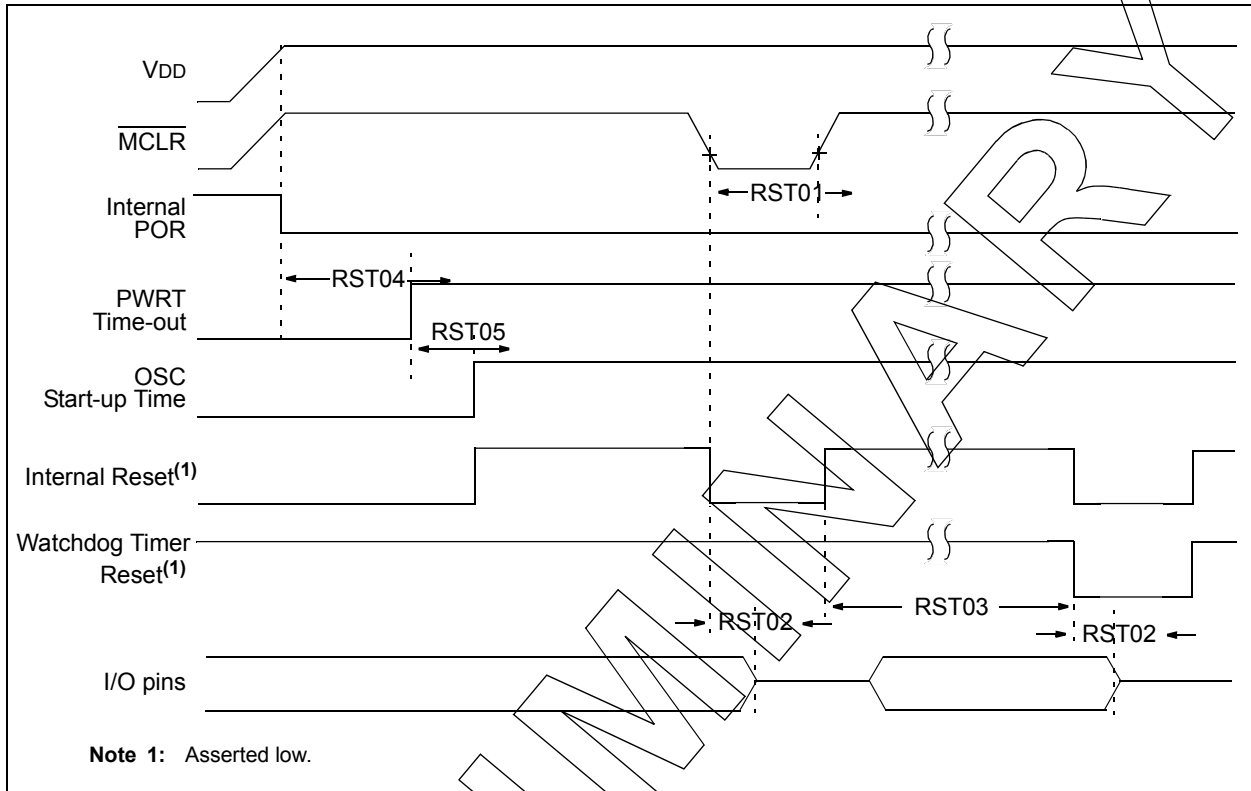 VDD
MCLR
Internal
POR
RST01
RST04
PWRT
Time-out
RST05
OSC
Start-up Time
Internal Reset(1)
Watchdog Timer
Reset(1)
RST02
RST03
RST02
I/O pins
Note 1: Asserted low.